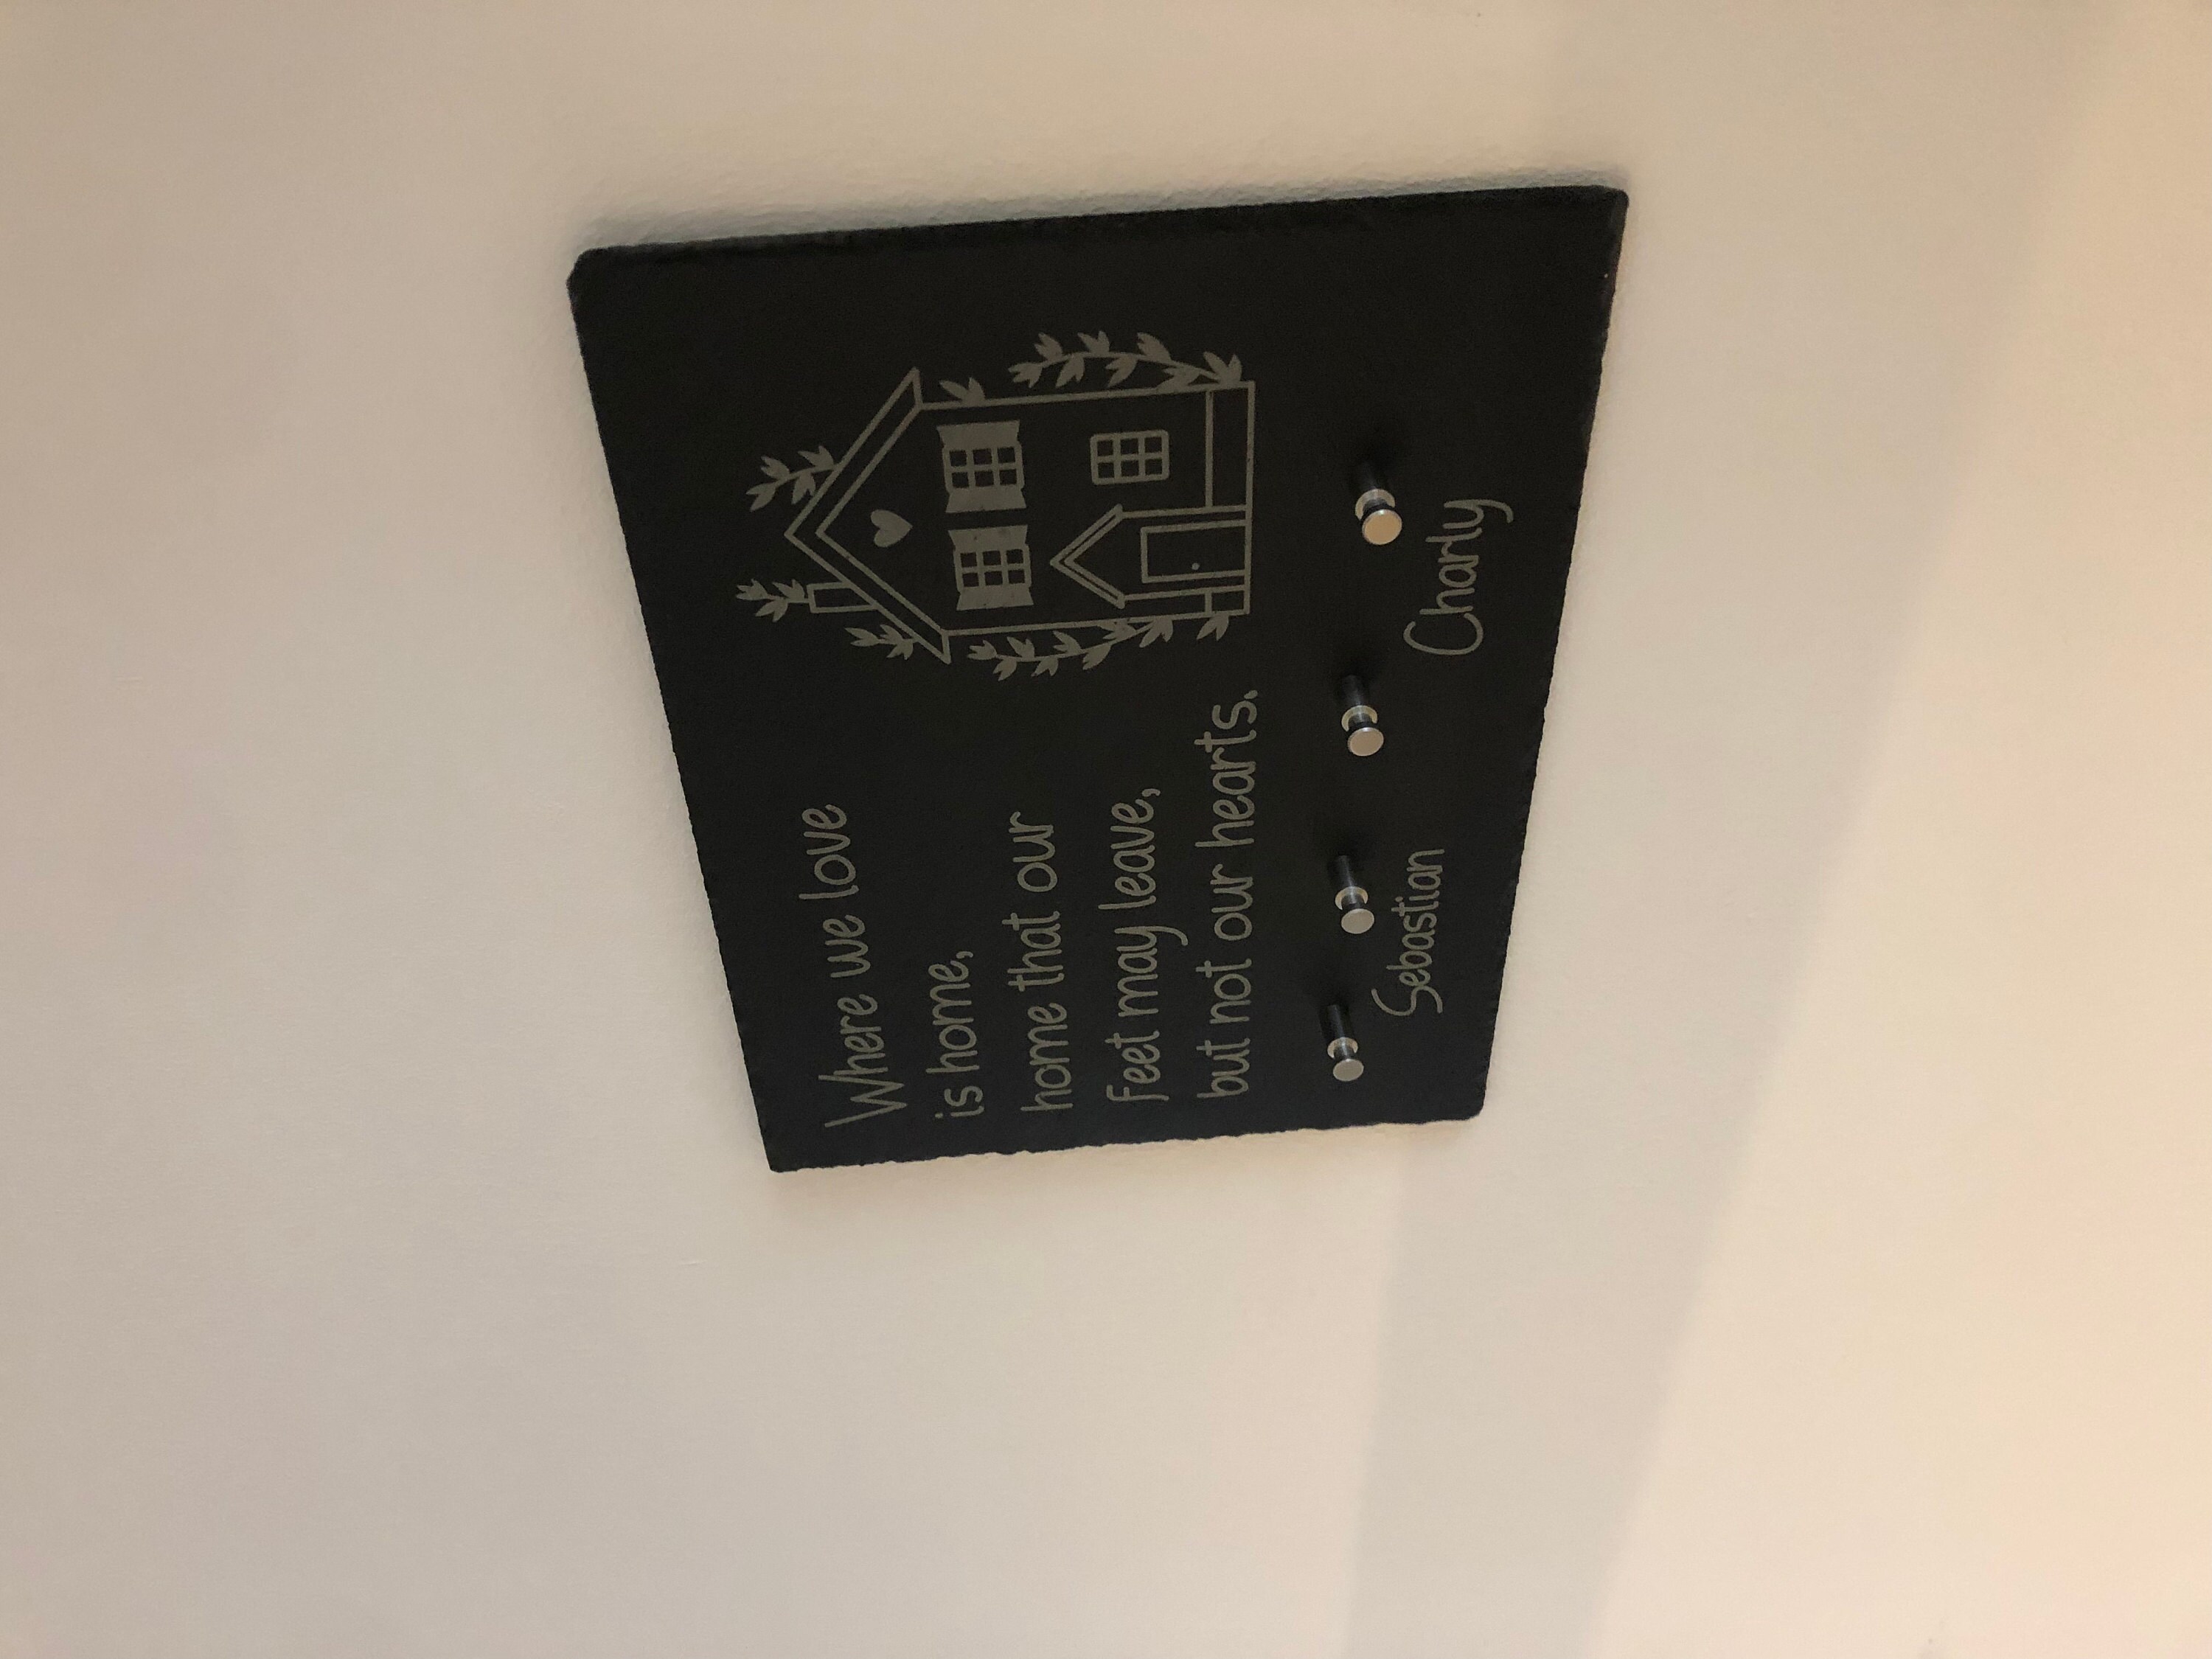 Where we love
is home,
home that our
feet may leave,
but not our hearts.
Sebastian
Charly